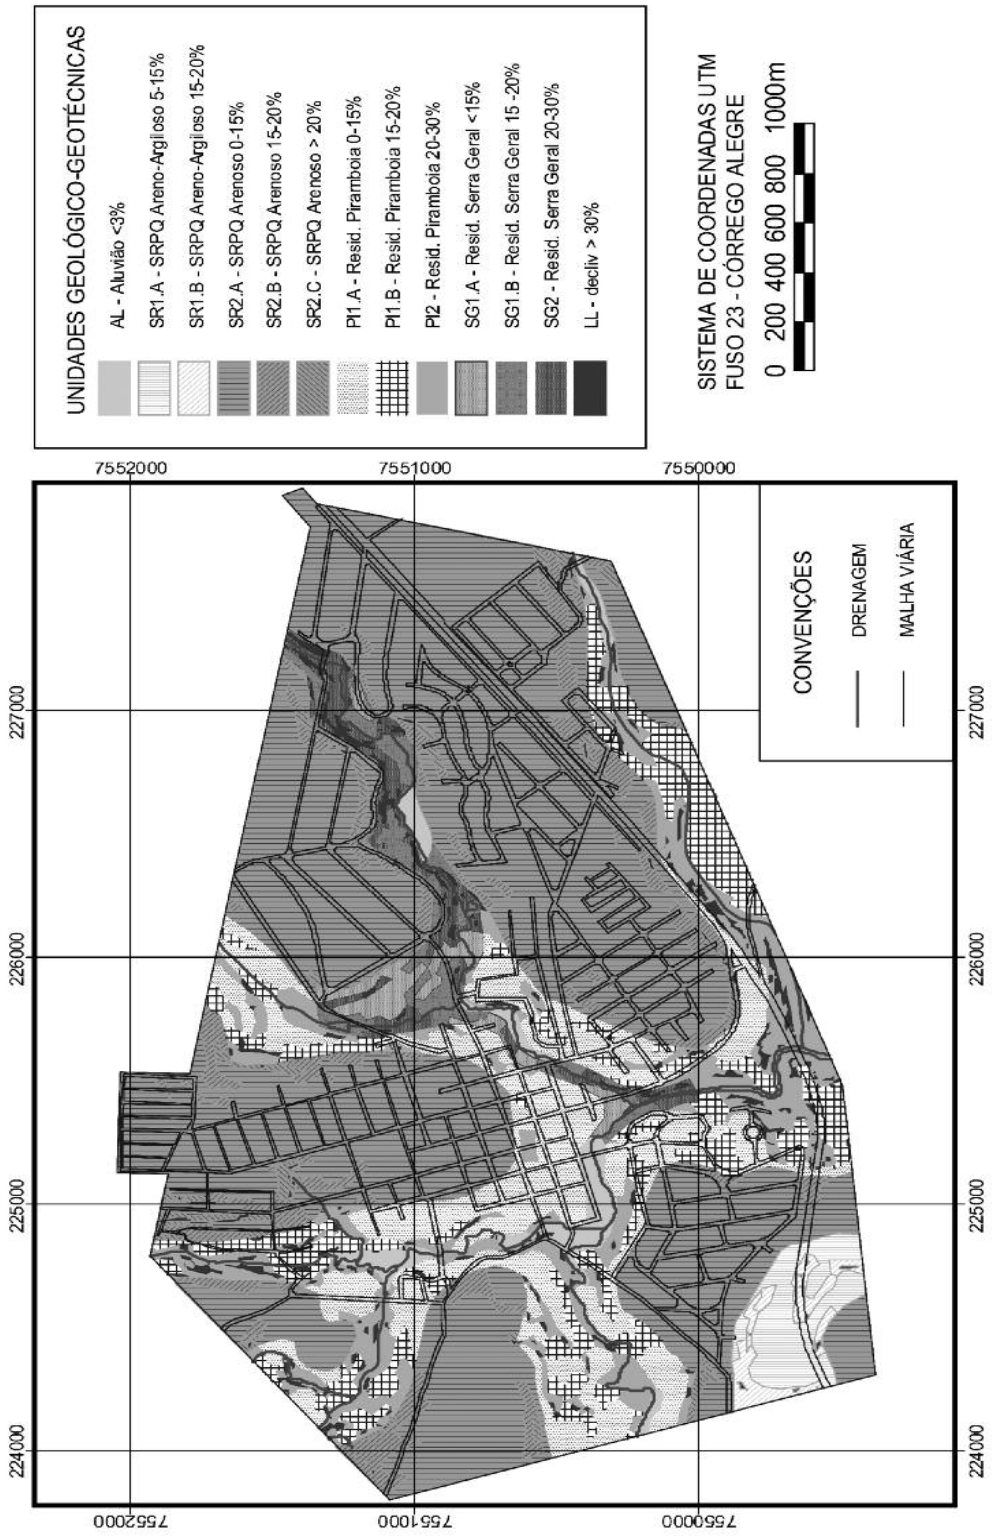 UNIDADES GEOLÓGICO-GEOTÉCNICAS
AL - Aluvião <3%
SR1.A - SRPQ Areno-Argiloso 5-15%
SR1.B - SRPQ Areno-Argiloso 15-20%
SR2.A - SRPQ Arenoso 0-15%
SR2.B - SRPQ Arenoso 15-20%
SR2.C - SRPQ Arenoso > 20%
PI1.A - Resid. Piramboia 0-15%
PI1.B - Resid. Piramboia 15-20%
PI2 - Resid. Piramboia 20-30%
SG1.A - Resid. Serra Geral <15%
SG1.B - Resid. Serra Geral 15 -20%
SG2 - Resid. Serra Geral 20-30%
LL - decliv > 30%
SISTEMA DE COORDENADAS UTM
FUSO 23 - CÓRREGO ALEGRE
0 200 400 600 800 1000m
7552000
7551000
7550000
224000
225000
226000
227000
224000
225000
227000
7552000
7551000
7550000
CONVENÇÕES
DRENAGEM
MALHA VIÁRIA